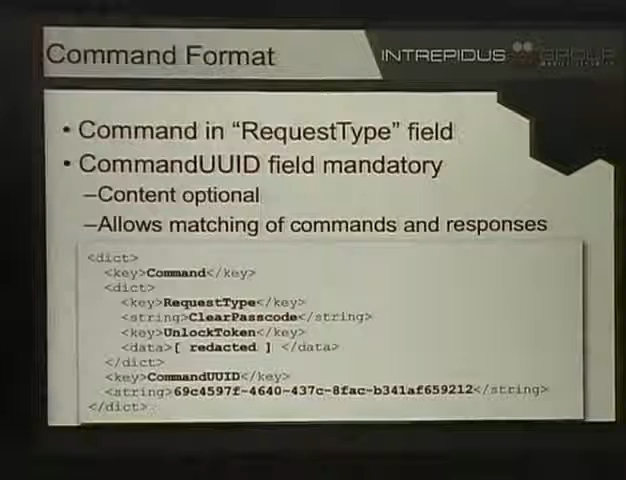 Command Format
INTREPIDUS GROUP
• Command in “RequestType” field
• CommandUUID field mandatory
–Content optional
–Allows matching of commands and responses
<dict>
<key>Command</key>
<dict>
<key>RequestType</key>
<string>ClearPasscode</string>
<key>UnlockToken</key>
<data>[ redacted ] </data>
</dict>
<key>CommandUUID</key>
<string>69c4597f-4640-437c-8fac-b341af659212</string>
</dict>